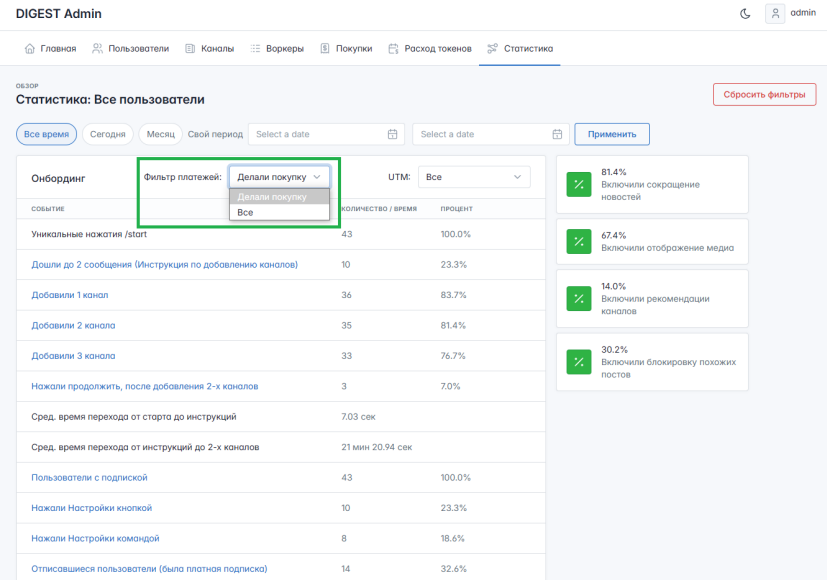 DIGEST Admin
admin
Главная Пользователи Каналы Воркеры Покупки Расход токенов Статистика
ОБЗОР
Статистика: Все пользователи
Сбросить фильтры
Все время Сегодня Месяц Свой период Select a date Select a date Применить
Онбординг Фильтр платежей: Делали покупку UTM: Все
Делали покупку
Все
СОБЫТИЕ КОЛИЧЕСТВО / ВРЕМЯ ПРОЦЕНТ
Уникальные нажатия /start 43 100.0%
Дошли до 2 сообщения (Инструкция по добавлению каналов) 10 23.3%
Добавили 1 канал 36 83.7%
Добавили 2 канала 35 81.4%
Добавили 3 канала 33 76.7%
Нажали продолжить, после добавления 2-х каналов 3 7.0%
Сред. время перехода от старта до инструкций 7.03 сек
Сред. время перехода от инструкций до 2-х каналов 21 мин 20.94 сек
Пользователи с подпиской 43 100.0%
Нажали Настройки кнопкой 10 23.3%
Нажали Настройки командой 8 18.6%
Отписавшиеся пользователи (была платная подписка) 14 32.6%
81.4%
Включили сокращение
новостей
67.4%
Включили отображение медиа
14.0%
Включили рекомендации
каналов
30.2%
Включили блокировку похожих
постов